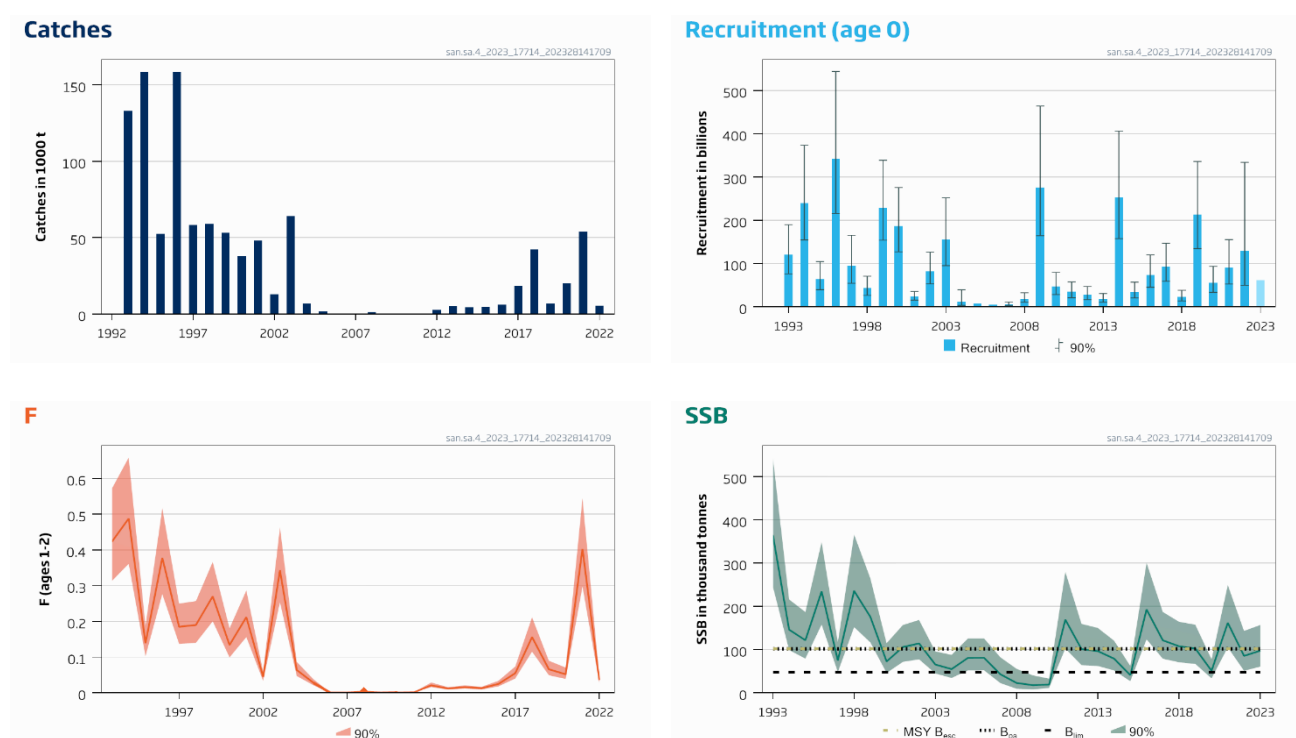 Catches
san.sa.4_2023_17714_202328141709
Catches in 1000 t
150
100
50
0
1992 1997 2002 2007 2012 2017 2022
Recruitment (age 0)
san.sa.4_2023_17714_202328141709
Recruitment in billions
500
400
300
200
100
0
1993 1998 2003 2008 2013 2018 2023
Recruitment 90%
F
san.sa.4_2023_17714_202328141709
F (ages 1-2)
0.6
0.5
0.4
0.3
0.2
0.1
0
1997 2002 2007 2012 2017 2022
90%
SSB
san.sa.4_2023_17714_202328141709
SSB in thousand tonnes
500
400
300
200
100
0
1993 1998 2003 2008 2013 2018 2023
MSY Besc Bpa Blim 90%